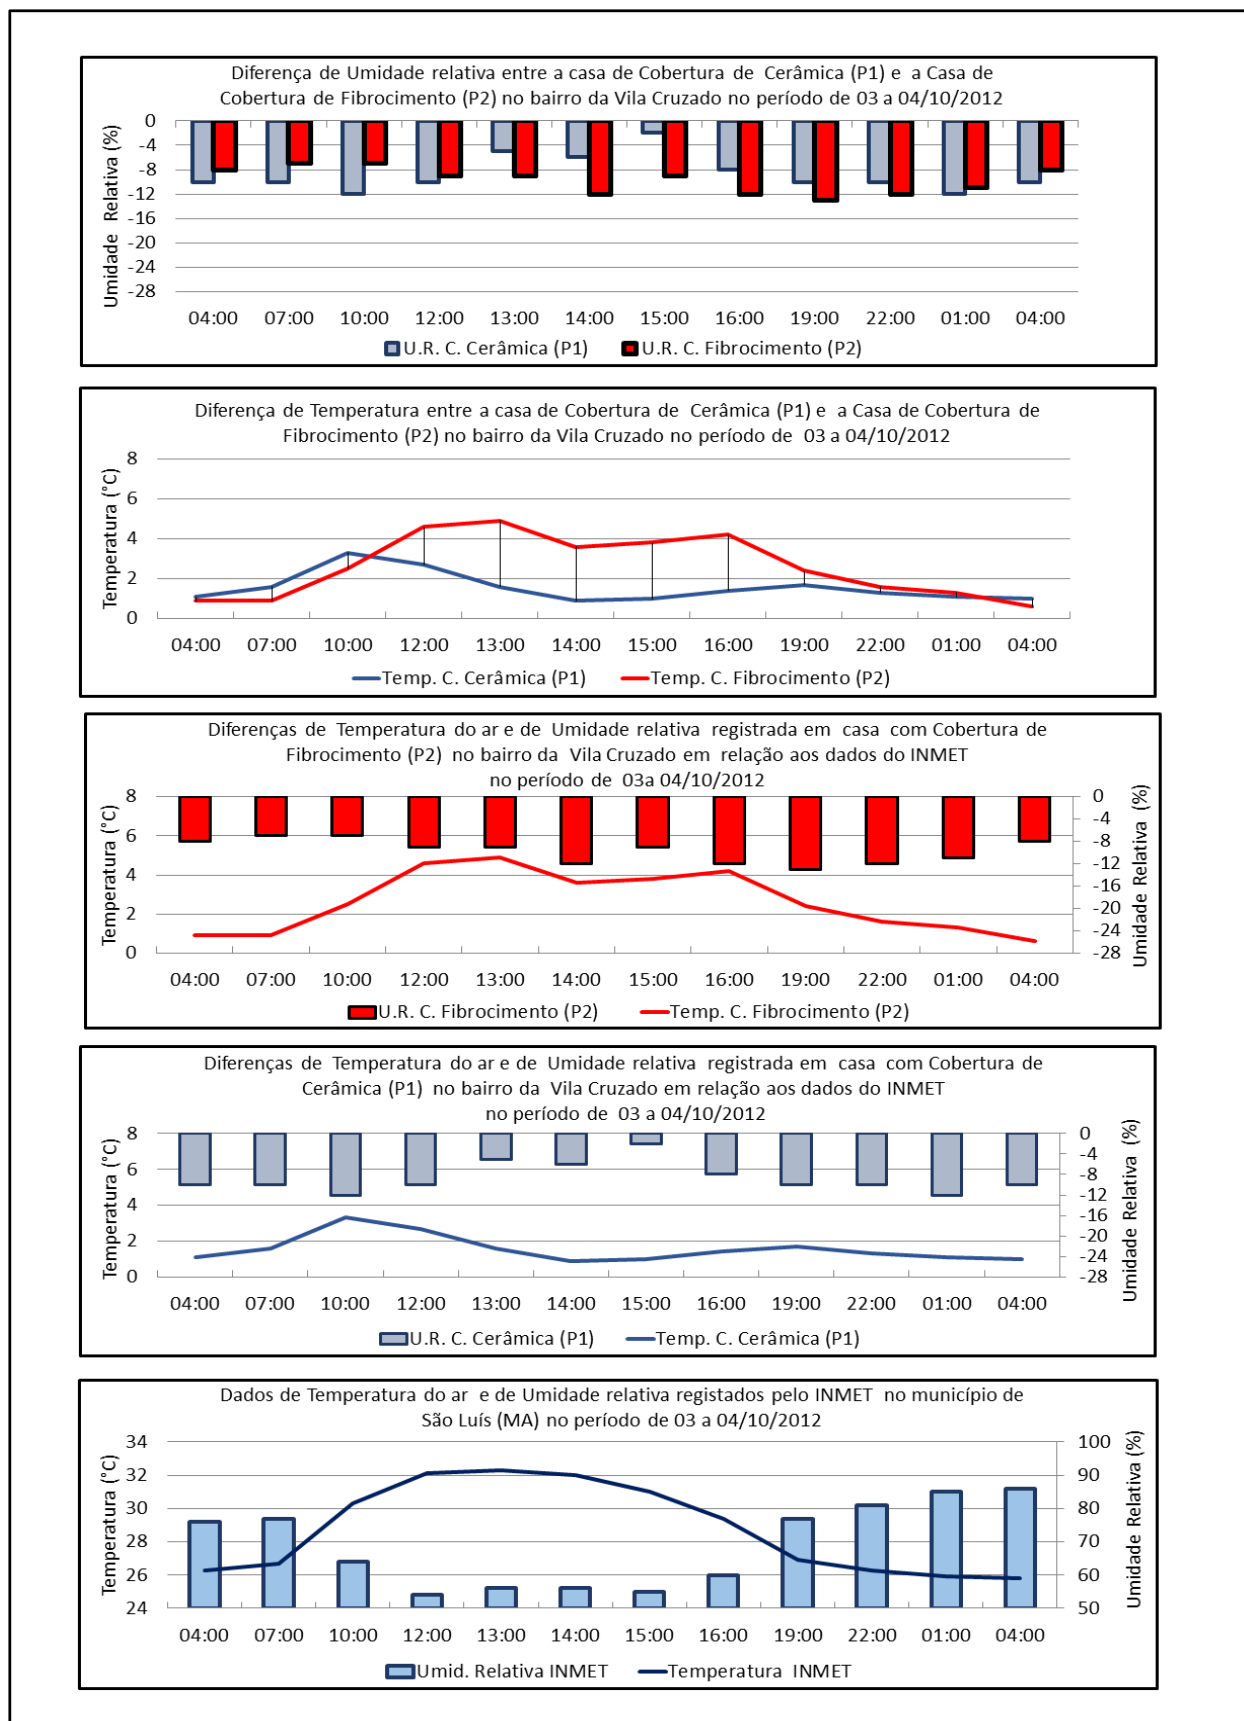 Diferença de Umidade relativa entre a casa de Cobertura de Cerâmica (P1) e a Casa de
Cobertura de Fibrocimento (P2) no bairro da Vila Cruzado no período de 03 a 04/10/2012
Umidade Relativa (%)
0
-4
-8
-12
-16
-20
-24
-28
04:00 07:00 10:00 12:00 13:00 14:00 15:00 16:00 19:00 22:00 01:00 04:00
U.R. C. Cerâmica (P1) U.R. C. Fibrocimento (P2)
Diferença de Temperatura entre a casa de Cobertura de Cerâmica (P1) e a Casa de Cobertura de
Fibrocimento (P2) no bairro da Vila Cruzado no período de 03 a 04/10/2012
Temperatura (°C)
8
6
4
2
0
04:00 07:00 10:00 12:00 13:00 14:00 15:00 16:00 19:00 22:00 01:00 04:00
Temp. C. Cerâmica (P1) Temp. C. Fibrocimento (P2)
Diferenças de Temperatura do ar e de Umidade relativa registrada em casa com Cobertura de
Fibrocimento (P2) no bairro da Vila Cruzado em relação aos dados do INMET
no período de 03a 04/10/2012
Temperatura (°C)
8
6
4
2
0
0
-4
-8
-12
-16
-20
-24
-28
Umidade Relativa (%)
04:00 07:00 10:00 12:00 13:00 14:00 15:00 16:00 19:00 22:00 01:00 04:00
U.R. C. Fibrocimento (P2) Temp. C. Fibrocimento (P2)
Diferenças de Temperatura do ar e de Umidade relativa registrada em casa com Cobertura de
Cerâmica (P1) no bairro da Vila Cruzado em relação aos dados do INMET
no período de 03 a 04/10/2012
Temperatura (°C)
8
6
4
2
0
0
-4
-8
-12
-16
-20
-24
-28
Umidade Relativa (%)
04:00 07:00 10:00 12:00 13:00 14:00 15:00 16:00 19:00 22:00 01:00 04:00
U.R. C. Cerâmica (P1) Temp. C. Cerâmica (P1)
Dados de Temperatura do ar e de Umidade relativa registados pelo INMET no município de
São Luís (MA) no período de 03 a 04/10/2012
Temperatura (°C)
34
32
30
28
26
24
100
90
80
70
60
50
Umidade Relativa (%)
04:00 07:00 10:00 12:00 13:00 14:00 15:00 16:00 19:00 22:00 01:00 04:00
Umid. Relativa INMET Temperatura INMET